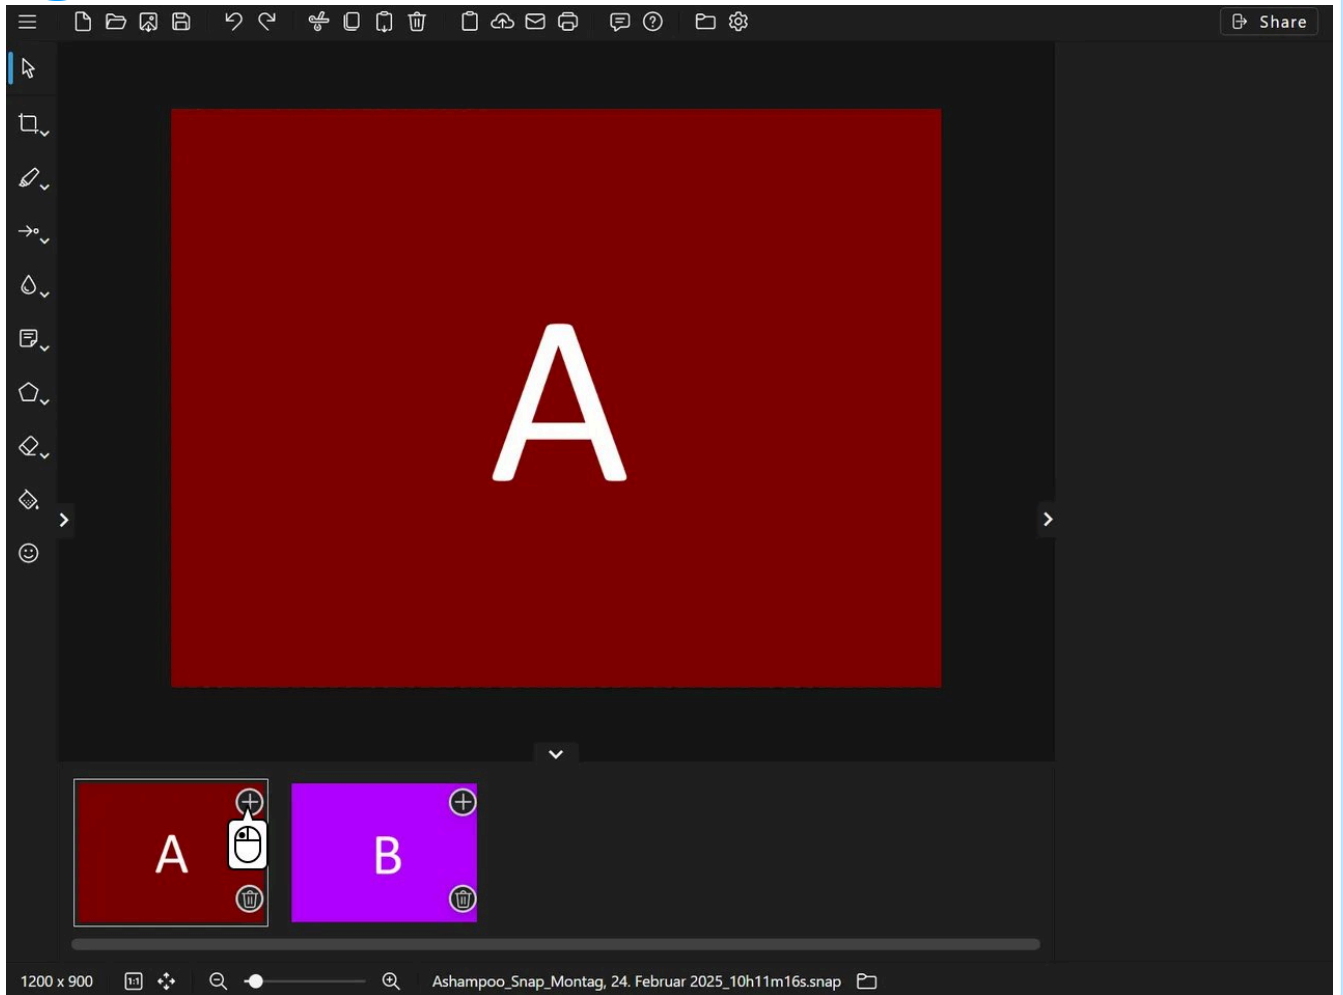 Share
A
A
B
1:1
1200 x 900
Ashampoo_Snap_Montag, 24. Februar 2025_10h11m16s.snap